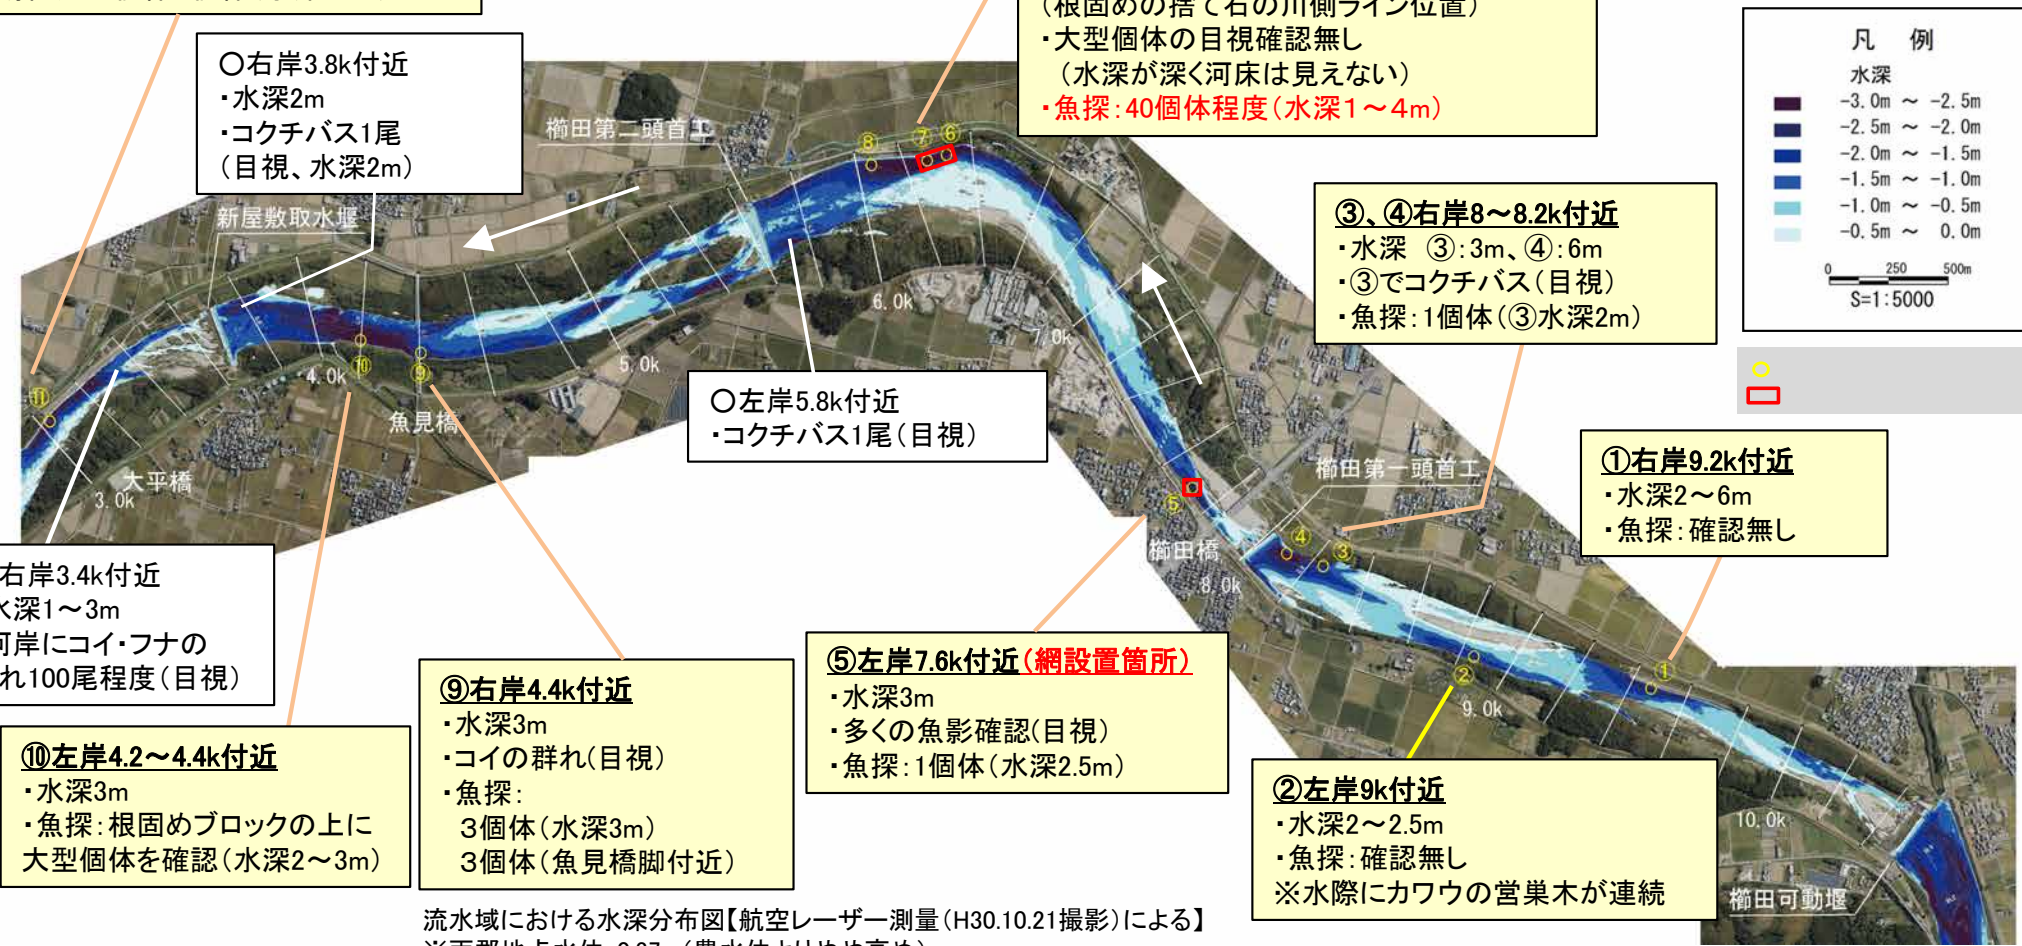 (根固めの捨て石の川側ライン位置)
・大型個体の目視確認無し
(水深が深く河床は見えない)
・魚探:40個体程度(水深1～4m)
凡 例
水深
-3.0m ～ -2.5m
-2.5m ～ -2.0m
-2.0m ～ -1.5m
-1.5m ～ -1.0m
-1.0m ～ -0.5m
-0.5m ～ 0.0m
0 250 500m
S=1:5000
○右岸3.8k付近
・水深2m
・コクチバス1尾
(目視、水深2m)
櫛田第二頭首工
新屋敷取水堰
⑧ ⑦ ⑥
③、④右岸8～8.2k付近
・水深 ③:3m、④:6m
・③でコクチバス(目視)
・魚探:1個体(③水深2m)
6.0k
7.0k
5.0k
4.0k
⑩
⑨
⑪
魚見橋
大平橋
3.0k
○左岸5.8k付近
・コクチバス1尾(目視)
①右岸9.2k付近
・水深2～6m
・魚探:確認無し
櫛田第一頭首工
⑤
櫛田橋
④
③
8.0k
右岸3.4k付近
水深1～3m
河岸にコイ・フナの
れ100尾程度(目視)
⑨右岸4.4k付近
・水深3m
・コイの群れ(目視)
・魚探:
3個体(水深3m)
3個体(魚見橋脚付近)
⑤左岸7.6k付近(網設置箇所)
・水深3m
・多くの魚影確認(目視)
・魚探:1個体(水深2.5m)
②
①
9.0k
⑩左岸4.2～4.4k付近
・水深3m
・魚探:根固めブロックの上に
大型個体を確認(水深2～3m)
②左岸9k付近
・水深2～2.5m
・魚探:確認無し
※水際にカワウの営巣木が連続
10.0k
櫛田可動堰
流水域における水深分布図【航空レーザー測量(H30.10.21撮影)による】